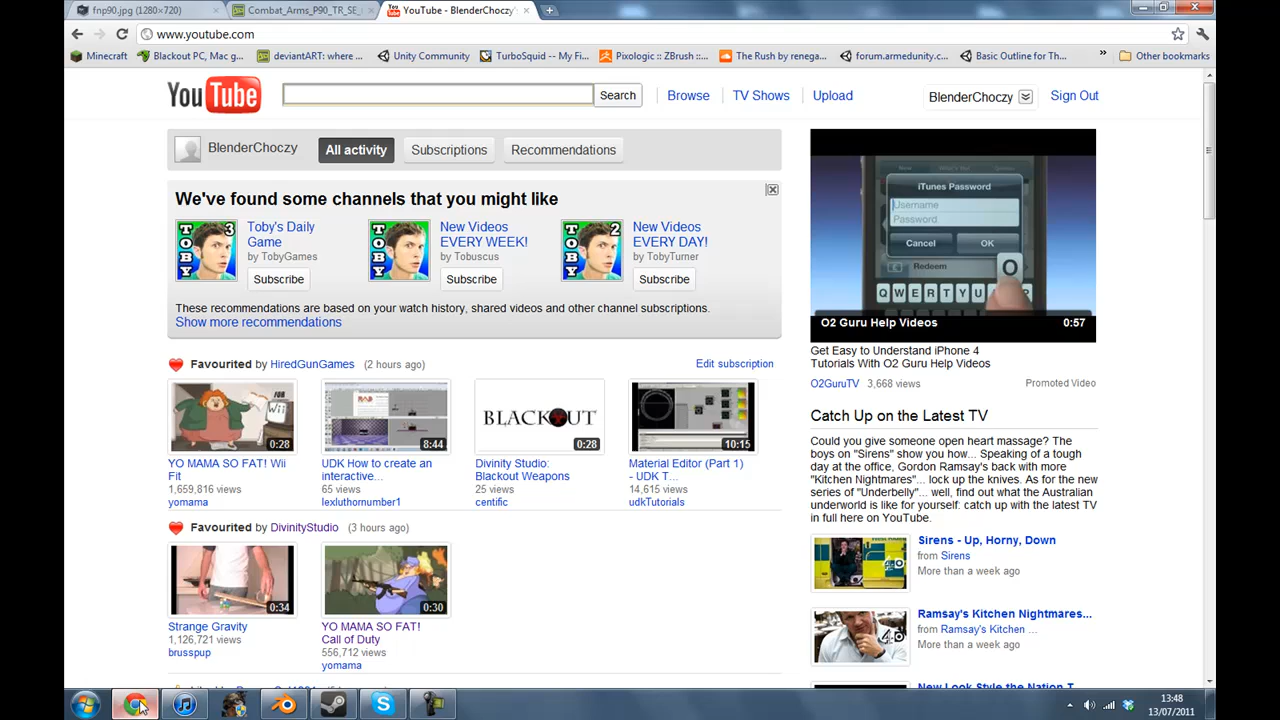 fnp90.jpg (1280×720)
Combat_Arms_P90_TR_SE_
YouTube - BlenderChoczy'
www.youtube.com
Minecraft
Blackout PC, Mac g...
deviantART: where ...
Unity Community
TurboSquid -- My Fi...
Pixologic :: ZBrush ::...
The Rush by renega...
forum.armedunity.c...
Basic Outline for Th...
»
Other bookmarks
YouTube
Search
Browse
TV Shows
Upload
BlenderChoczy
Sign Out
BlenderChoczy
All activity
Subscriptions
Recommendations
We've found some channels that you might like
TOBY 3
Toby's Daily
Game
by TobyGames
Subscribe
TOBY
New Videos
EVERY WEEK!
by Tobuscus
Subscribe
TOBY 2
New Videos
EVERY DAY!
by TobyTurner
Subscribe
These recommendations are based on your watch history, shared videos and other channel subscriptions.
Show more recommendations
Favourited by HiredGunGames (2 hours ago)
Edit subscription
Wii
0:28
YO MAMA SO FAT! Wii
Fit
1,659,816 views
yomama
8:44
UDK How to create an
interactive...
65 views
lexluthornumber1
BLACKOUT
0:28
Divinity Studio:
Blackout Weapons
25 views
centific
10:15
Material Editor (Part 1)
- UDK T...
14,615 views
udkTutorials
Favourited by DivinityStudio (3 hours ago)
0:34
Strange Gravity
1,126,721 views
brusspup
0:30
YO MAMA SO FAT!
Call of Duty
556,712 views
yomama
iTunes Password
Username
Password
Cancel
OK
Redeem
O
Q W E R T Y U P
O2 Guru Help Videos
0:57
Get Easy to Understand iPhone 4
Tutorials With O2 Guru Help Videos
O2GuruTV 3,668 views
Promoted Video
Catch Up on the Latest TV
Could you give someone open heart massage? The
boys on "Sirens" show you how... Speaking of a tough
day at the office, Gordon Ramsay's back with more
"Kitchen Nightmares"... lock up the knives. As for the new
series of "Underbelly"... well, find out what the Australian
underworld is like for yourself: catch up with the latest TV
in full here on YouTube.
Sirens - Up, Horny, Down
from Sirens
More than a week ago
Ramsay's Kitchen Nightmares...
from Ramsay's Kitchen ...
More than a week ago
New Look Style the Nation T
13:48
13/07/2011